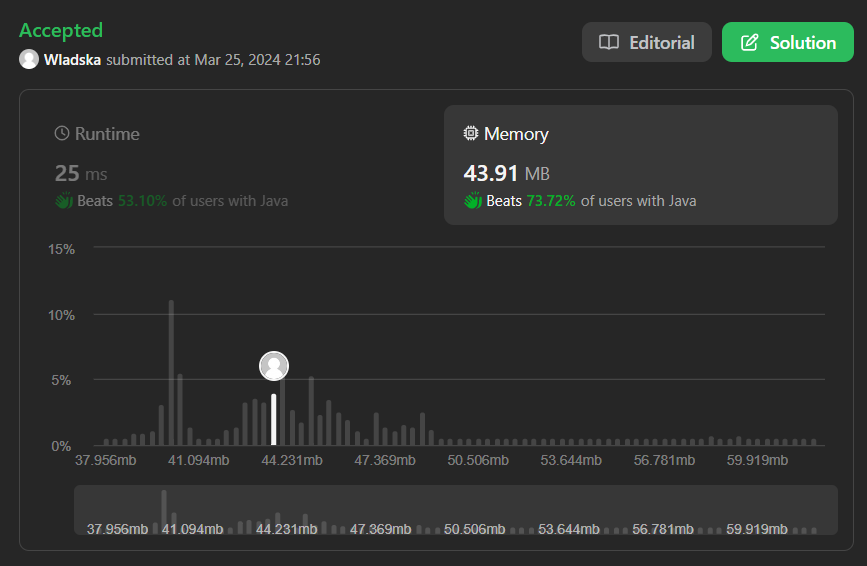 Accepted
Wladska submitted at Mar 25, 2024 21:56
Editorial
Solution
Runtime
25 ms
Beats 53.10% of users with Java
Memory
43.91 MB
Beats 73.72% of users with Java
15%
10%
5%
0%
37.956mb 41.094mb 44.231mb 47.369mb 50.506mb 53.644mb 56.781mb 59.919mb
37.956mb 41.094mb 44.231mb 47.369mb 50.506mb 53.644mb 56.781mb 59.919mb